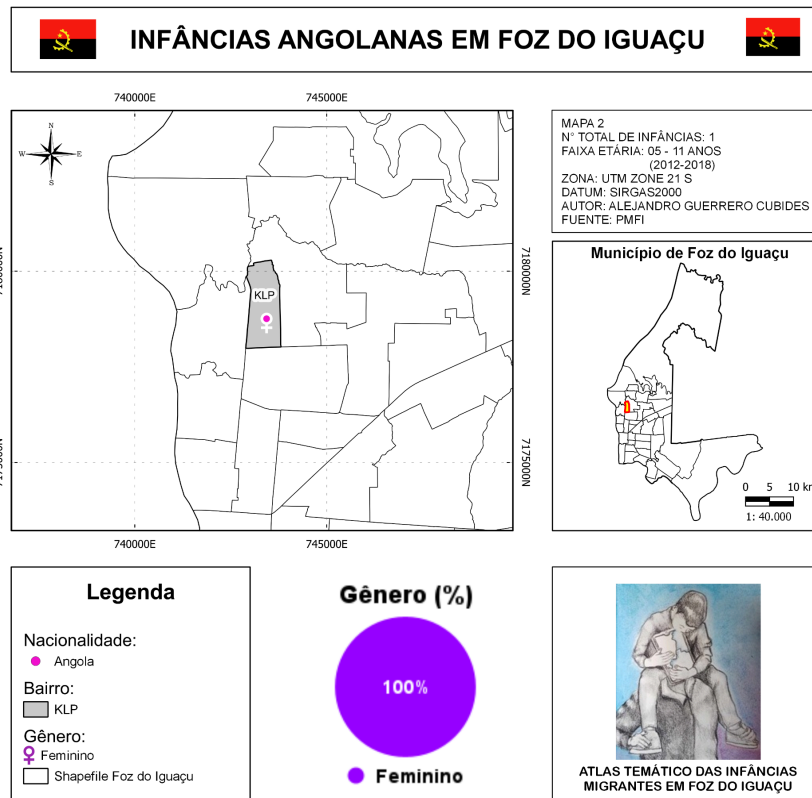 INFÂNCIAS ANGOLANAS EM FOZ DO IGUAÇU
740000E
745000E
N
W
E
S
KLP
7180000N
7175000N
740000E
745000E
MAPA 2
N° TOTAL DE INFÂNCIAS: 1
FAIXA ETÁRIA: 05 - 11 ANOS
(2012-2018)
ZONA: UTM ZONE 21 S
DATUM: SIRGAS2000
AUTOR: ALEJANDRO GUERRERO CUBIDES
FUENTE: PMFI
Município de Foz do Iguaçu
0 5 10 km
1: 40.000
Legenda
Nacionalidade:
Angola
Bairro:
KLP
Gênero:
Feminino
Shapefile Foz do Iguaçu
Gênero (%)
100%
Feminino
ATLAS TEMÁTICO DAS INFÂNCIAS
MIGRANTES EM FOZ DO IGUAÇU